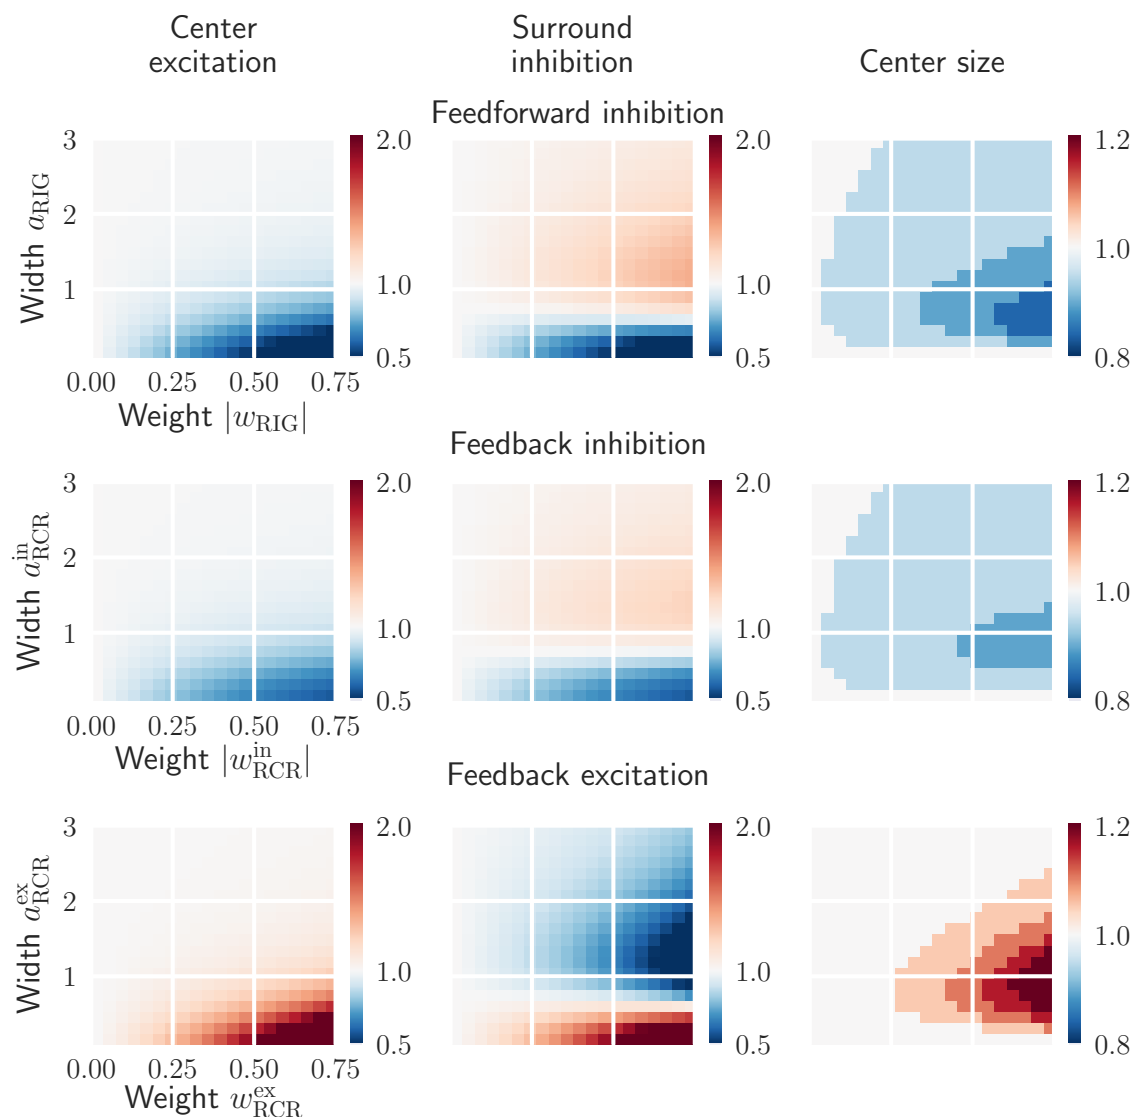 Center
excitation
Surround
inhibition
Center size
Feedforward inhibition
3
2
1
Width a_RIG
2.0
1.0
0.5
2.0
1.0
0.5
1.2
1.0
0.8
0.00 0.25 0.50 0.75
Weight |w_RIG|
Feedback inhibition
3
2
1
Width a^in_RCR
2.0
1.0
0.5
2.0
1.0
0.5
1.2
1.0
0.8
0.00 0.25 0.50 0.75
Weight |w^in_RCR|
Feedback excitation
3
2
1
Width a^ex_RCR
2.0
1.0
0.5
2.0
1.0
0.5
1.2
1.0
0.8
0.00 0.25 0.50 0.75
Weight w^ex_RCR